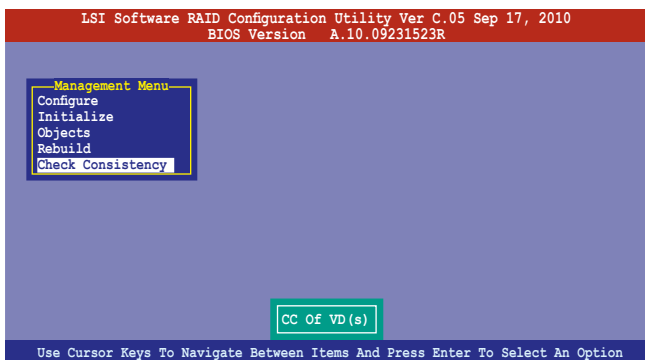 LSI Software RAID Configuration Utility Ver C.05 Sep 17, 2010
BIOS Version A.10.09231523R
Management Menu
Configure
Initialize
Objects
Rebuild
Check Consistency
CC Of VD(s)
Use Cursor Keys To Navigate Between Items And Press Enter To Select An Option